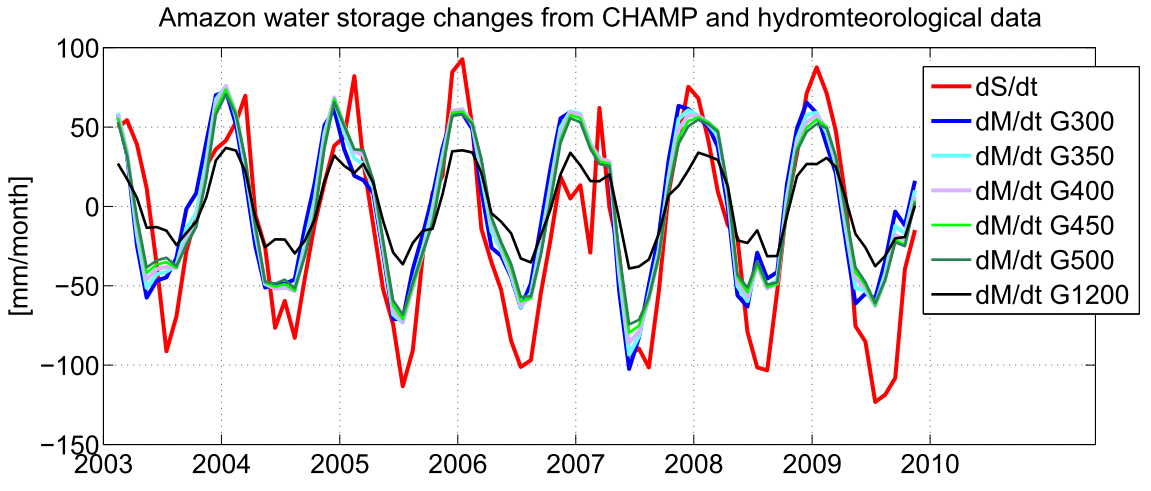 Amazon water storage changes from CHAMP and hydromteorological data
[mm/month]
100
50
0
−50
−100
−150
2003 2004 2005 2006 2007 2008 2009 2010
dS/dt
dM/dt G300
dM/dt G350
dM/dt G400
dM/dt G450
dM/dt G500
dM/dt G1200